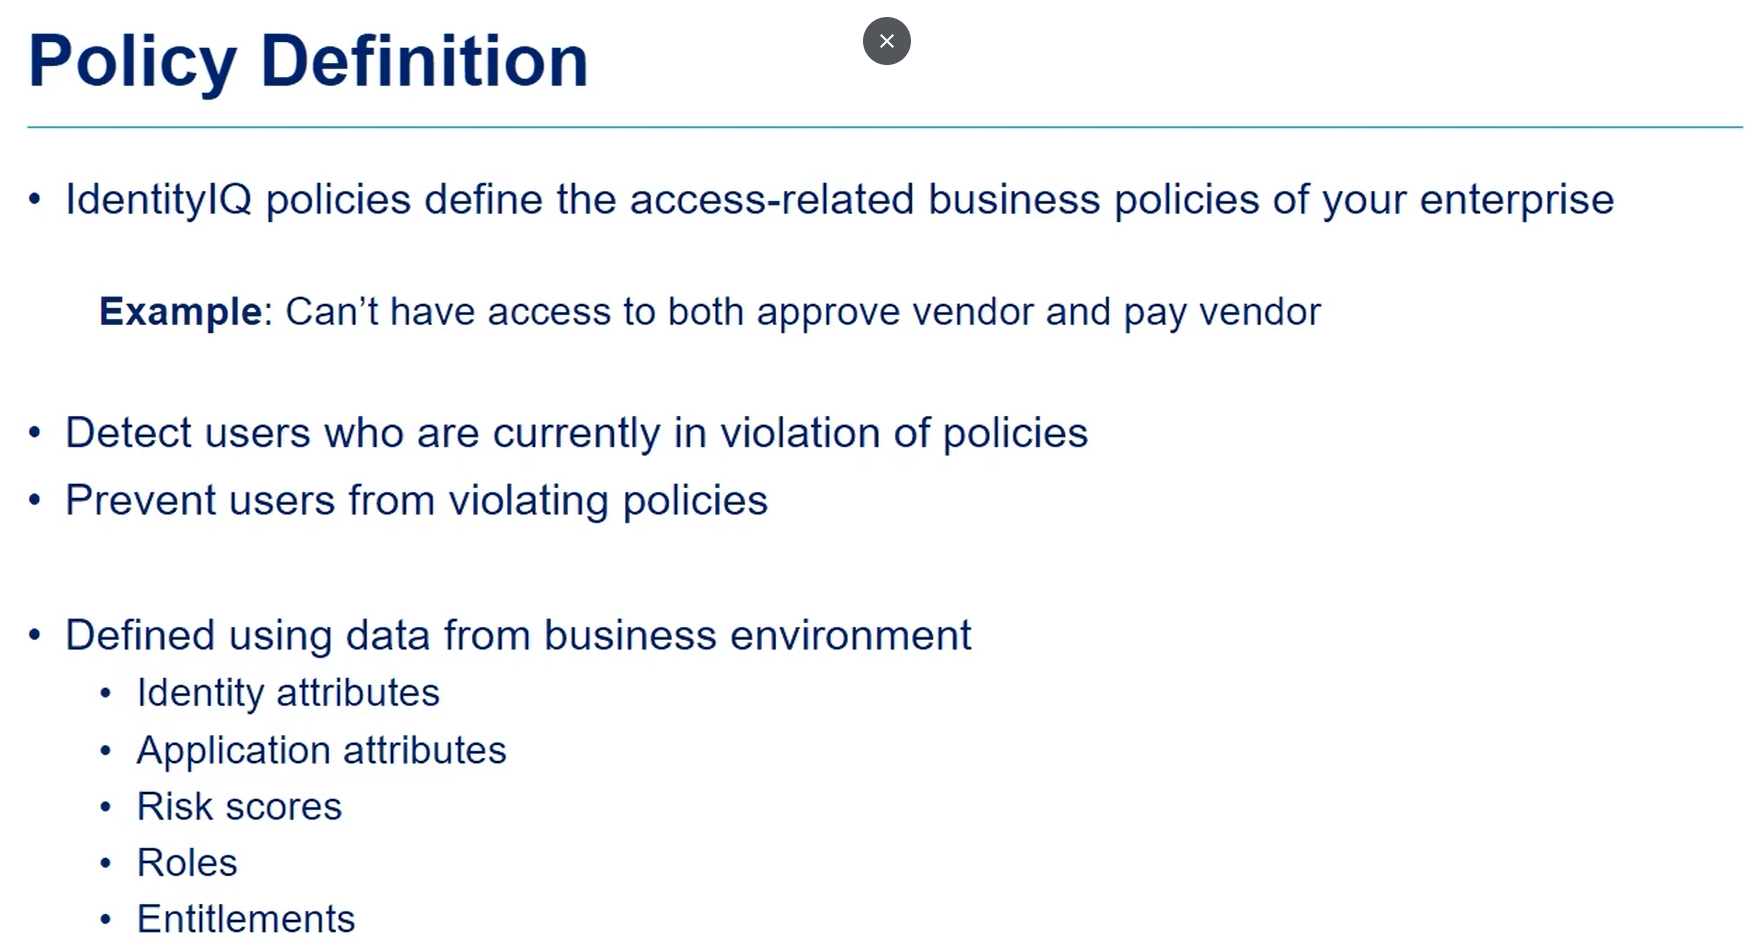 Policy Definition
• IdentityIQ policies define the access-related business policies of your enterprise
Example: Can’t have access to both approve vendor and pay vendor
• Detect users who are currently in violation of policies
• Prevent users from violating policies
• Defined using data from business environment
• Identity attributes
• Application attributes
• Risk scores
• Roles
• Entitlements